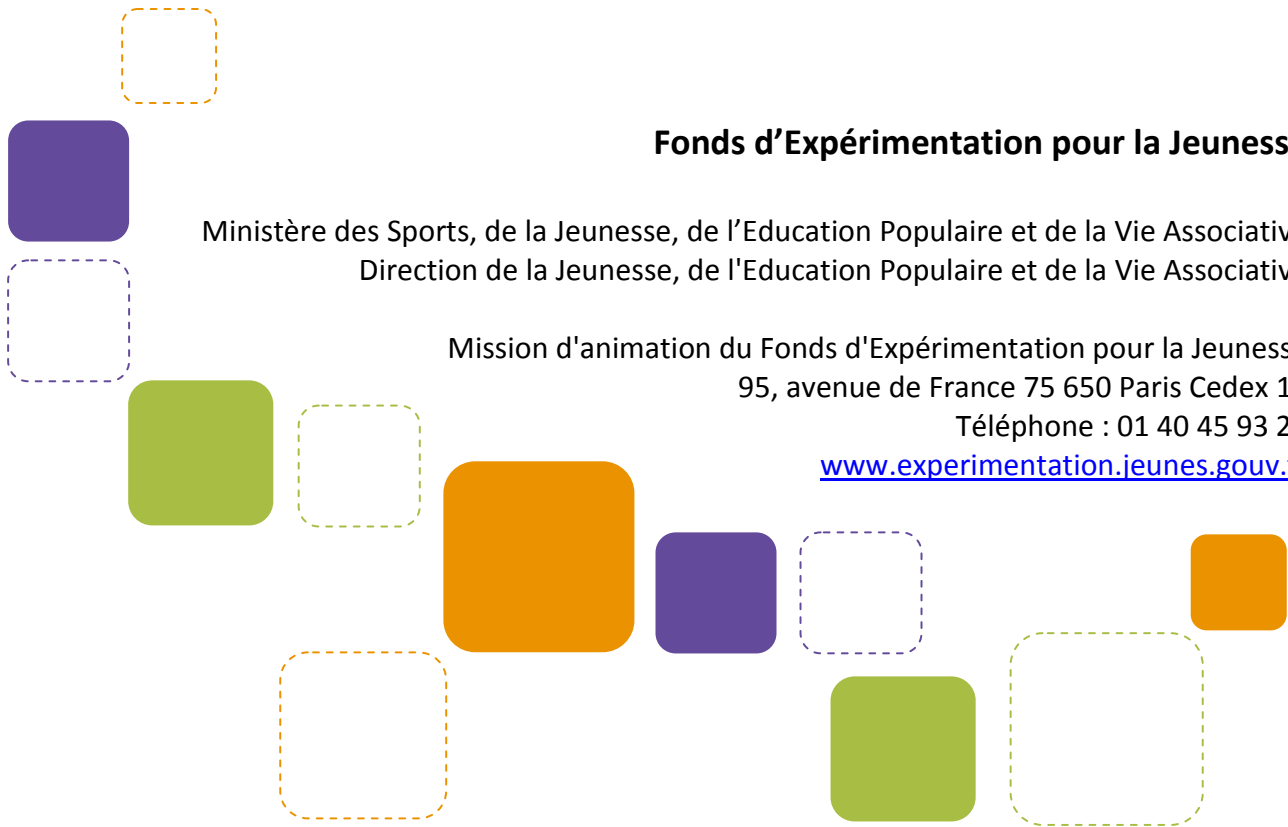 Fonds d’Expérimentation pour la Jeuness
Ministère des Sports, de la Jeunesse, de l’Education Populaire et de la Vie Associativ
Direction de la Jeunesse, de l'Education Populaire et de la Vie Associativ
Mission d'animation du Fonds d'Expérimentation pour la Jeuness
95, avenue de France 75 650 Paris Cedex 1
Téléphone : 01 40 45 93 2
www.experimentation.jeunes.gouv.